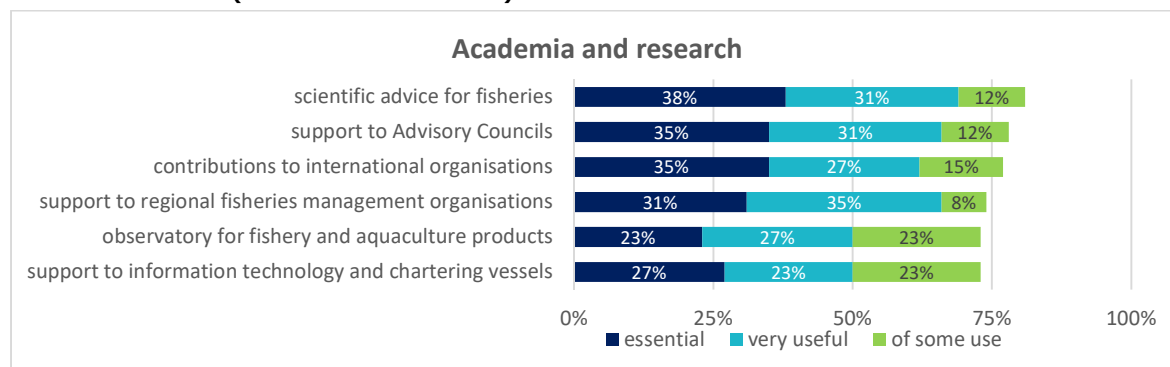 Academia and research
scientific advice for fisheries 38% 31% 12%
support to Advisory Councils 35% 31% 12%
contributions to international organisations 35% 27% 15%
support to regional fisheries management organisations 31% 35% 8%
observatory for fishery and aquaculture products 23% 27% 23%
support to information technology and chartering vessels 27% 23% 23%
0% 25% 50% 75% 100%
essential very useful of some use